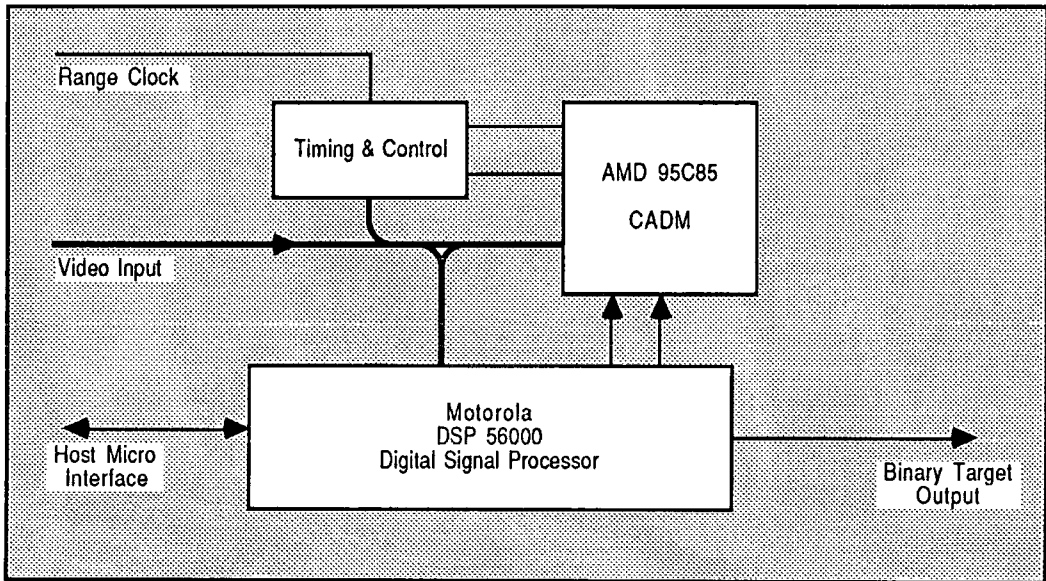 Range Clock
Timing & Control
AMD 95C85
CADM
Video Input
Motorola
DSP 56000
Digital Signal Processor
Host Micro
Interface
Binary Target
Output